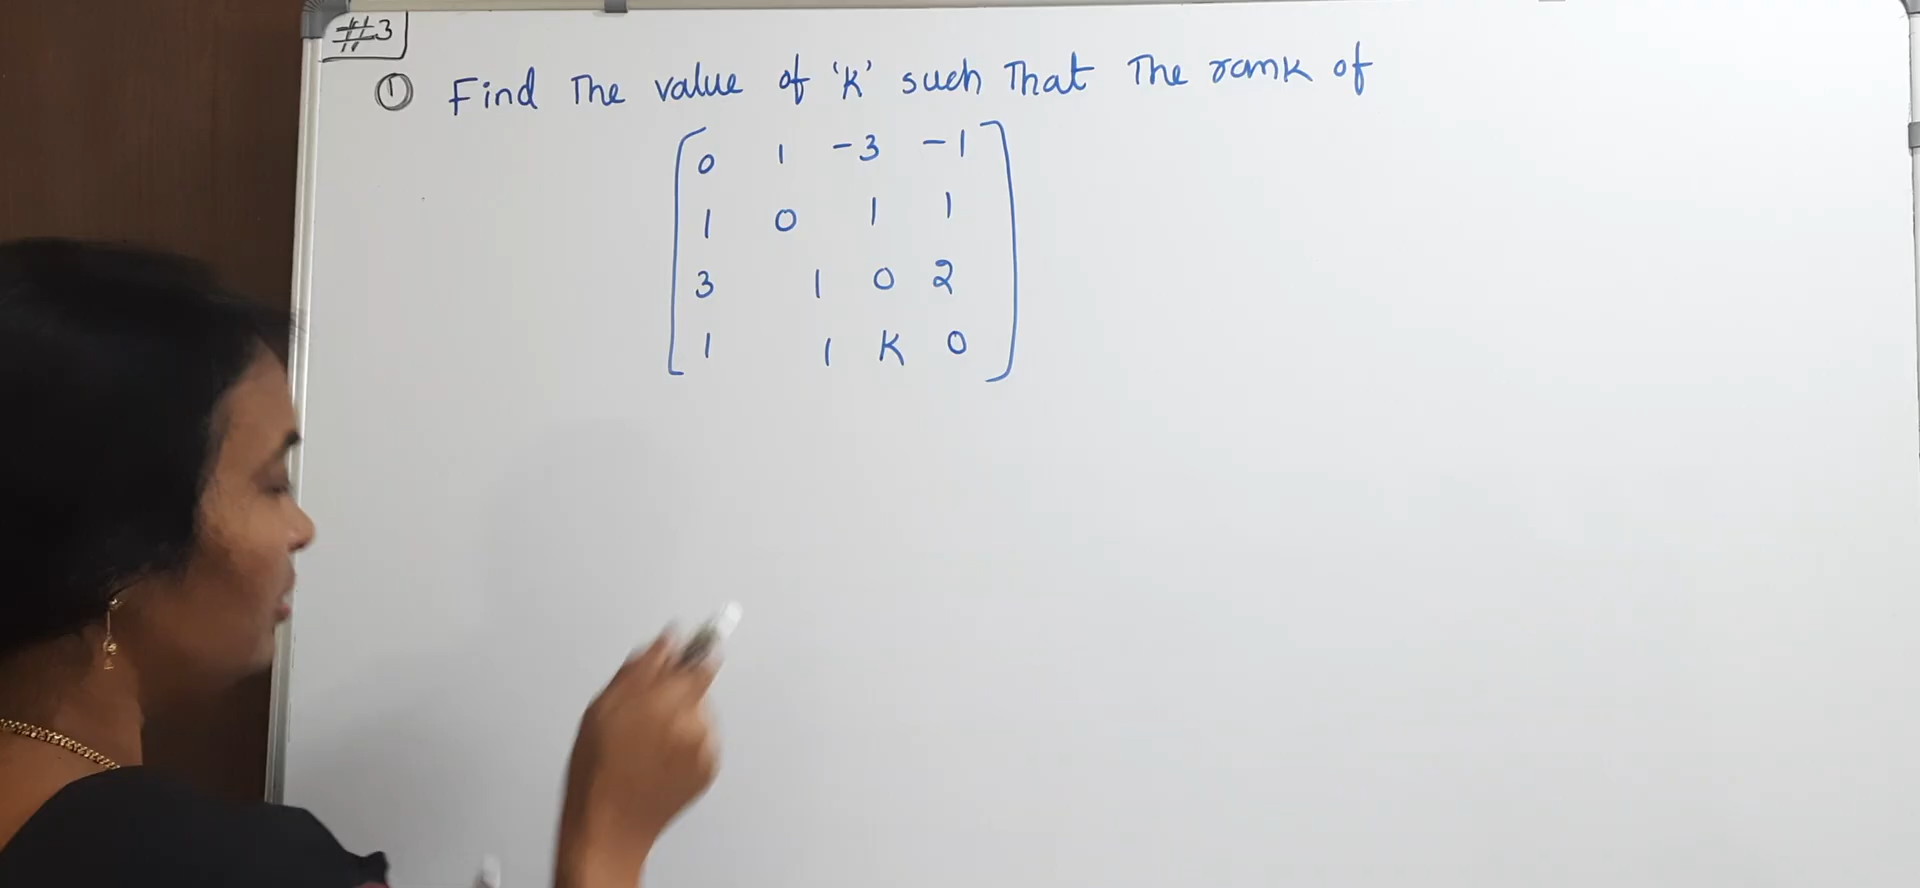 #3
① Find The value of 'K' such That The rank of
0 1 -3 -1
1 0 1 1
3 1 0 2
1 1 K 0